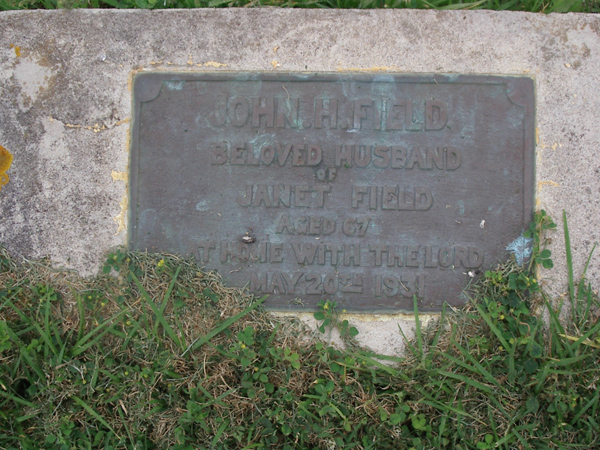 JOHN. H. FIELD.
BELOVED HUSBAND
OF
JANET FIELD
AGED 67
AT HOME WITH THE LORD
MAY 20TH 1931